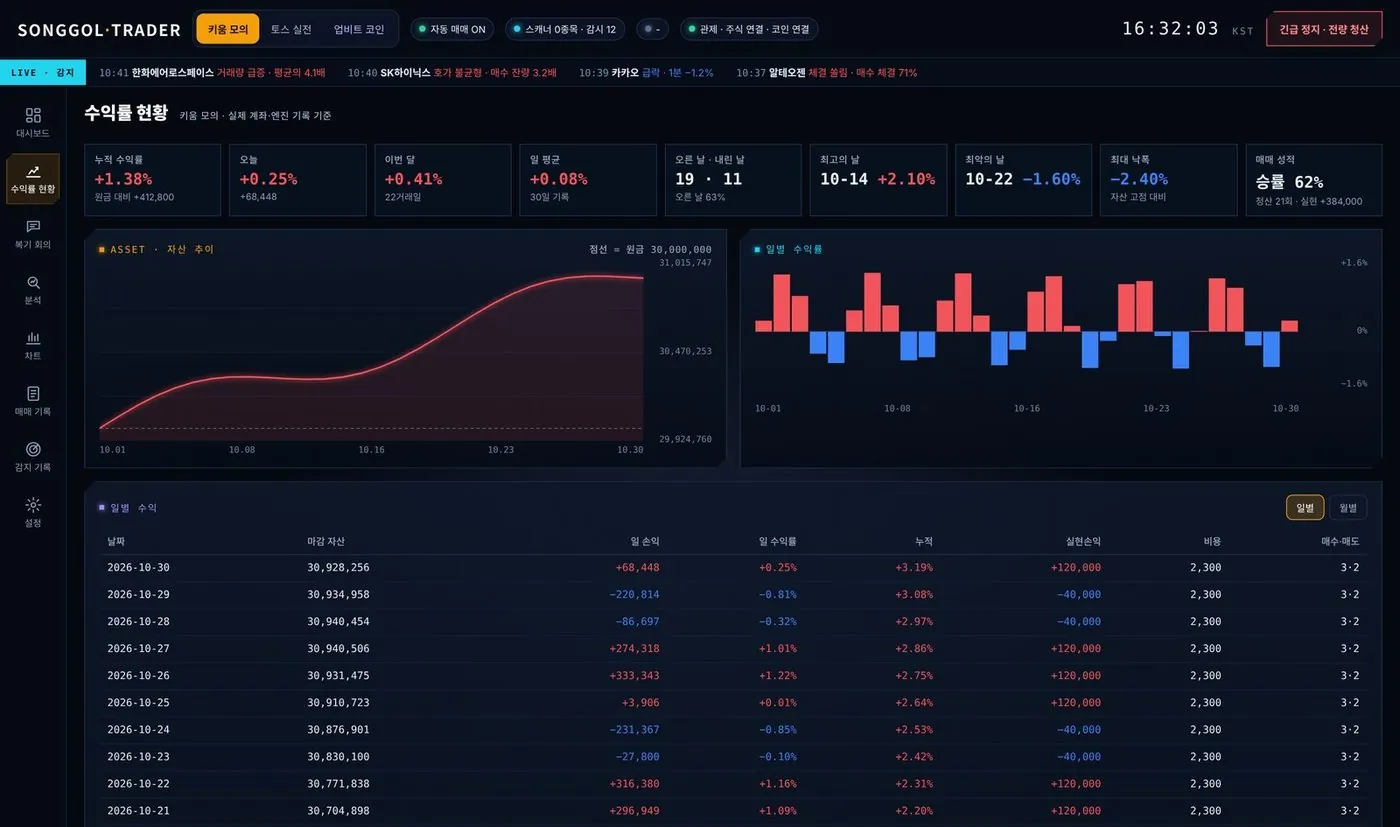 SONGGOL·TRADER 키움 모의 토스 실전 업비트 코인 자동 매매 ON 스캐너 0종목 · 감시 12 - 관제 · 주식 연결 · 코인 연결 16:32:03 KST 긴급 정지 · 전량 청산
LIVE · 감지 10:41 한화에어로스페이스 거래량 급증 · 평균의 4.1배 10:40 SK하이닉스 호가 불균형 · 매수 잔량 3.2배 10:39 카카오 급락 · 1분 −1.2% 10:37 알테오젠 체결 쏠림 · 매수 체결 71%
대시보드
수익률 현황
복기 회의
분석
차트
매매 기록
감지 기록
설정
수익률 현황 키움 모의 · 실제 계좌·엔진 기록 기준
누적 수익률
+1.38%
원금 대비 +412,800
오늘
+0.25%
+68,448
이번 달
+0.41%
22거래일
일 평균
+0.08%
30일 기록
오른 날 · 내린 날
19 · 11
오른 날 63%
최고의 날
10-14 +2.10%
최악의 날
10-22 −1.60%
최대 낙폭
−2.40%
자산 고점 대비
매매 성적
승률 62%
청산 21회 · 실현 +384,000
ASSET · 자산 추이 점선 = 원금 30,000,000
31,015,747
30,470,253
29,924,760
10.01 10.08 10.16 10.23 10.30
일별 수익률
+1.6%
0%
−1.6%
10-01 10-08 10-16 10-23 10-30
일별 수익 일별 월별
날짜 마감 자산 일 손익 일 수익률 누적 실현손익 비용 매수·매도
2026-10-30 30,928,256 +68,448 +0.25% +3.19% +120,000 2,300 3·2
2026-10-29 30,934,958 −220,814 −0.81% +3.08% −40,000 2,300 3·2
2026-10-28 30,940,454 −86,697 −0.32% +2.97% −40,000 2,300 3·2
2026-10-27 30,940,506 +274,318 +1.01% +2.86% +120,000 2,300 3·2
2026-10-26 30,931,475 +333,343 +1.22% +2.75% +120,000 2,300 3·2
2026-10-25 30,910,723 +3,906 +0.01% +2.64% +120,000 2,300 3·2
2026-10-24 30,876,901 −231,367 −0.85% +2.53% −40,000 2,300 3·2
2026-10-23 30,830,100 −27,800 −0.10% +2.42% −40,000 2,300 3·2
2026-10-22 30,771,838 +316,380 +1.16% +2.31% +120,000 2,300 3·2
2026-10-21 30,704,898 +296,949 +1.09% +2.20% +120,000 2,300 3·2